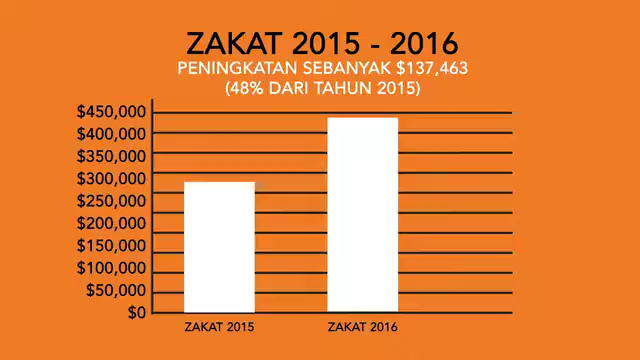 ZAKAT 2015 - 2016
PENINGKATAN SEBANYAK $137,463
(48% DARI TAHUN 2015)
$450,000
$400,000
$350,000
$300,000
$250,000
$200,000
$150,000
$100,000
$50,000
$0
ZAKAT 2015
ZAKAT 2016